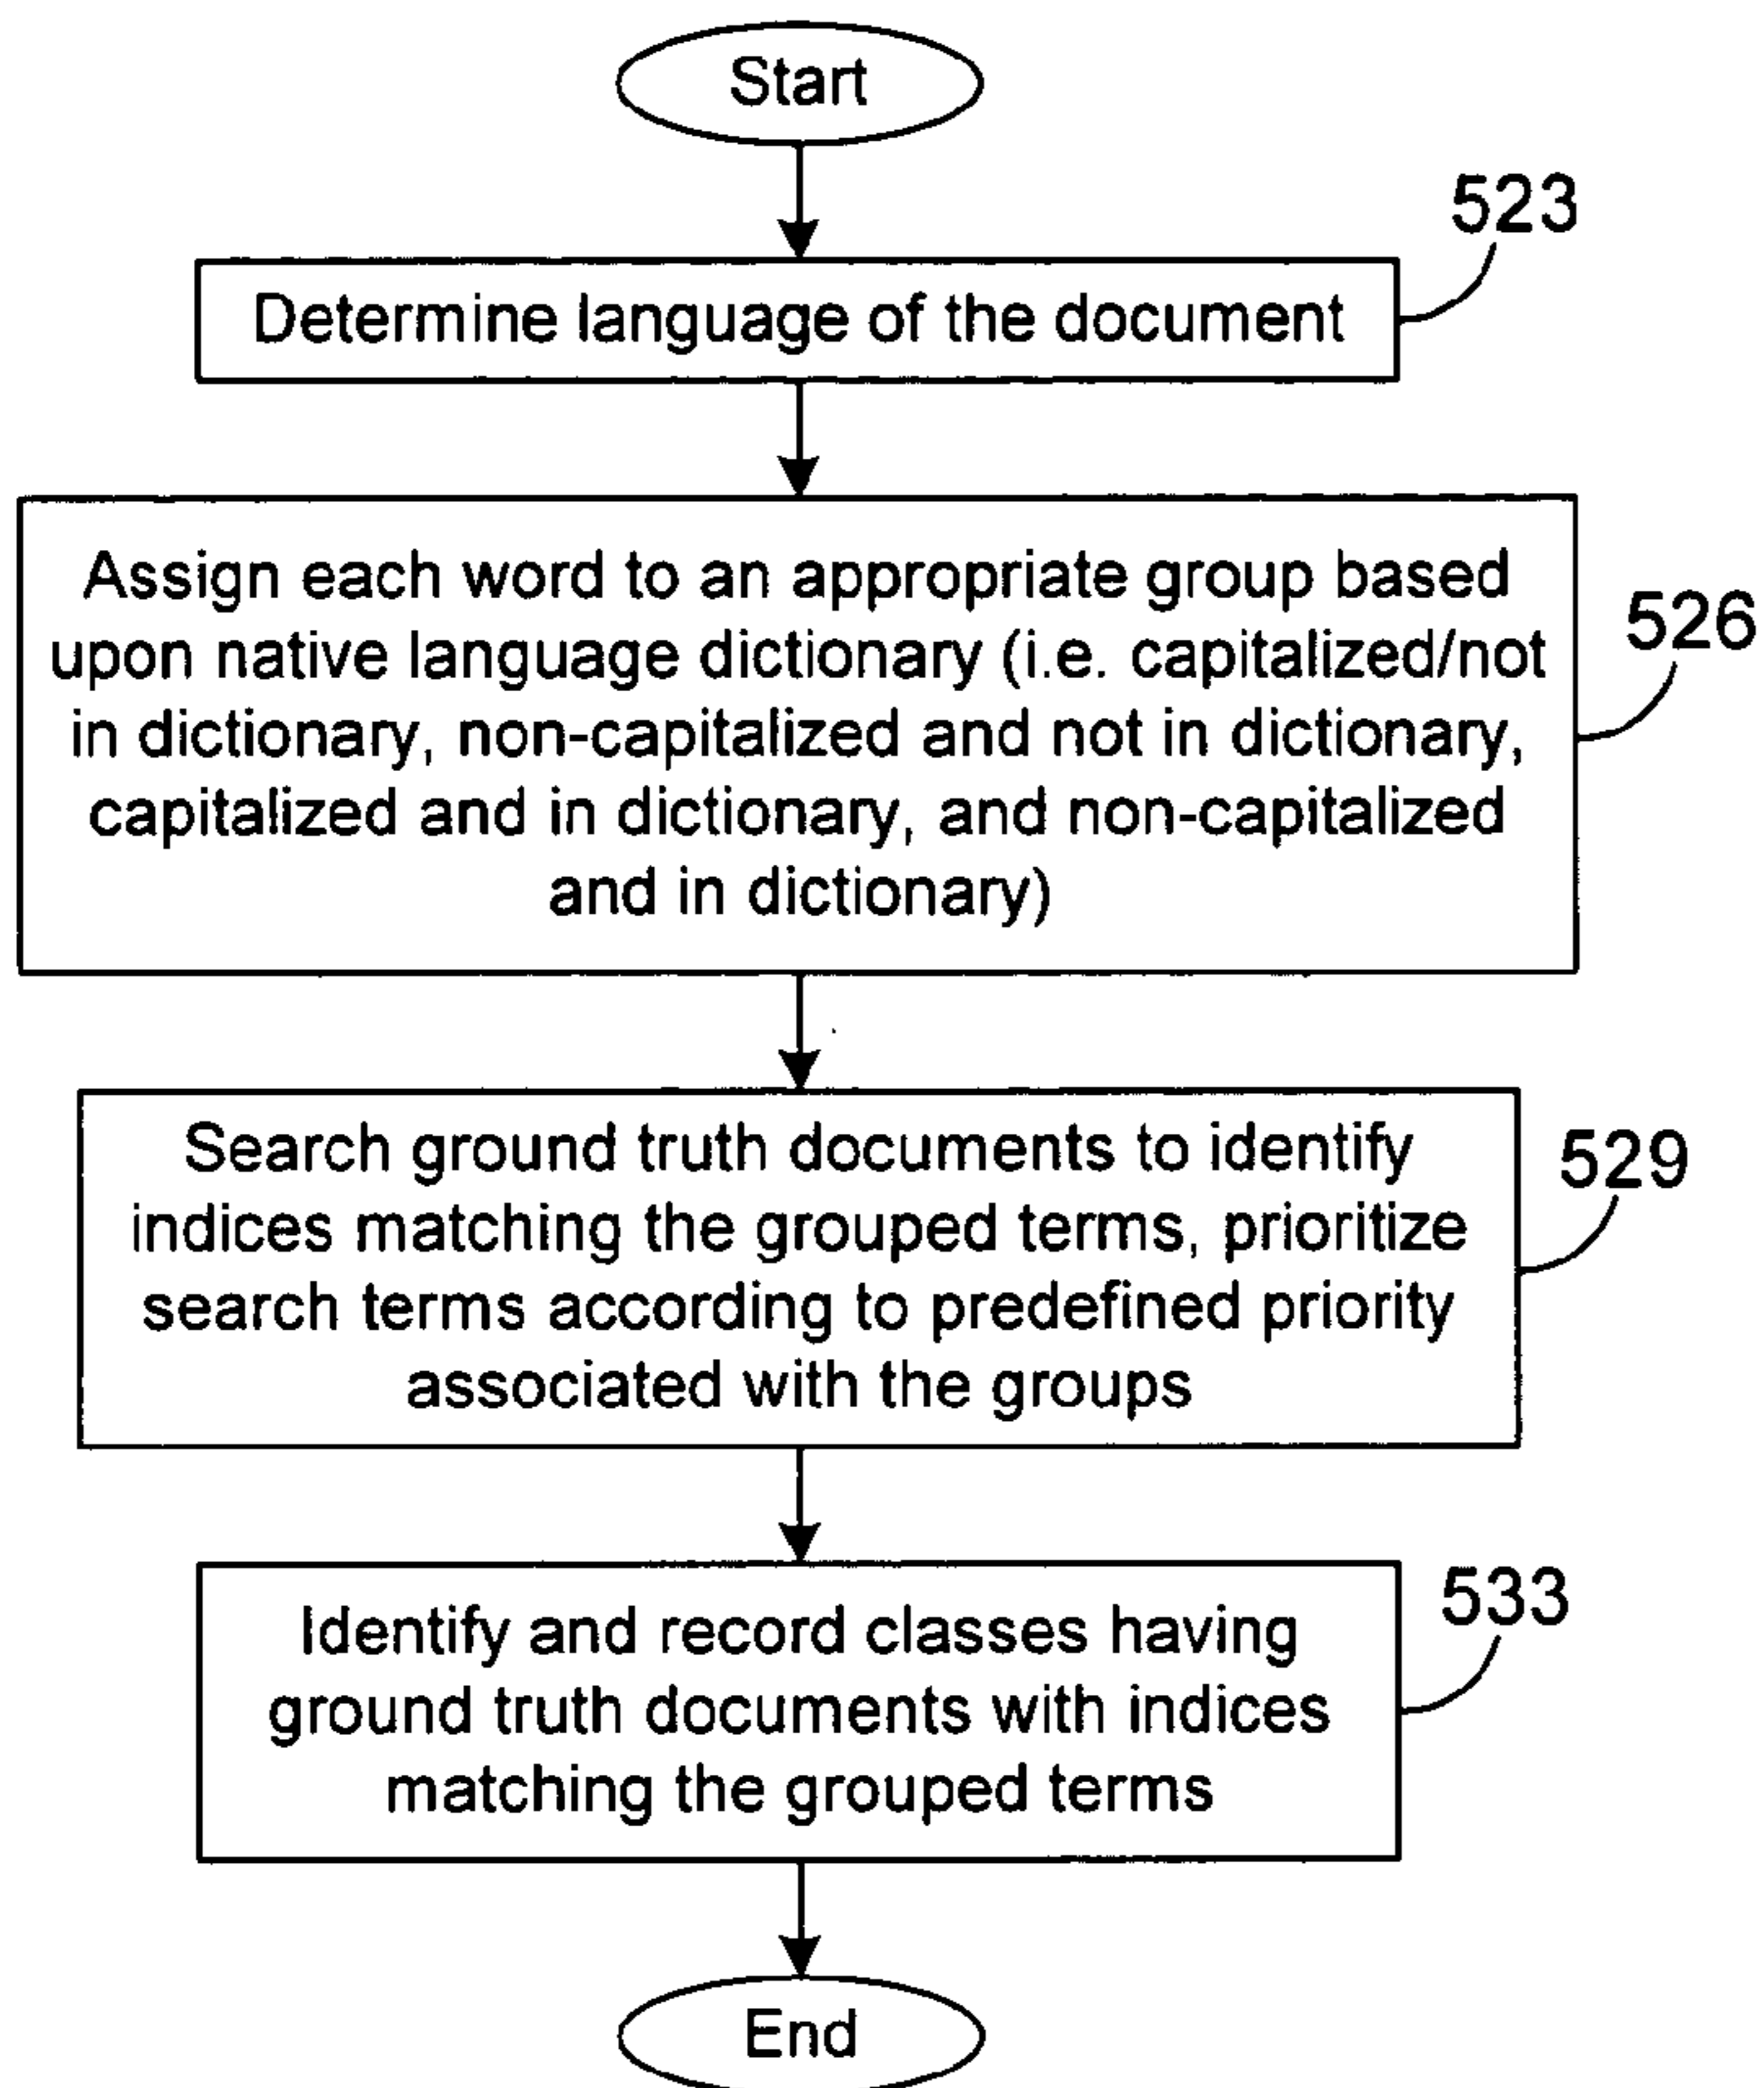 Start
523
Determine language of the document
526
Assign each word to an appropriate group based
upon native language dictionary (i.e. capitalized/not
in dictionary, non-capitalized and not in dictionary,
capitalized and in dictionary, and non-capitalized
and in dictionary)
529
Search ground truth documents to identify
indices matching the grouped terms, prioritize
search terms according to predefined priority
associated with the groups
533
Identify and record classes having
ground truth documents with indices
matching the grouped terms
End